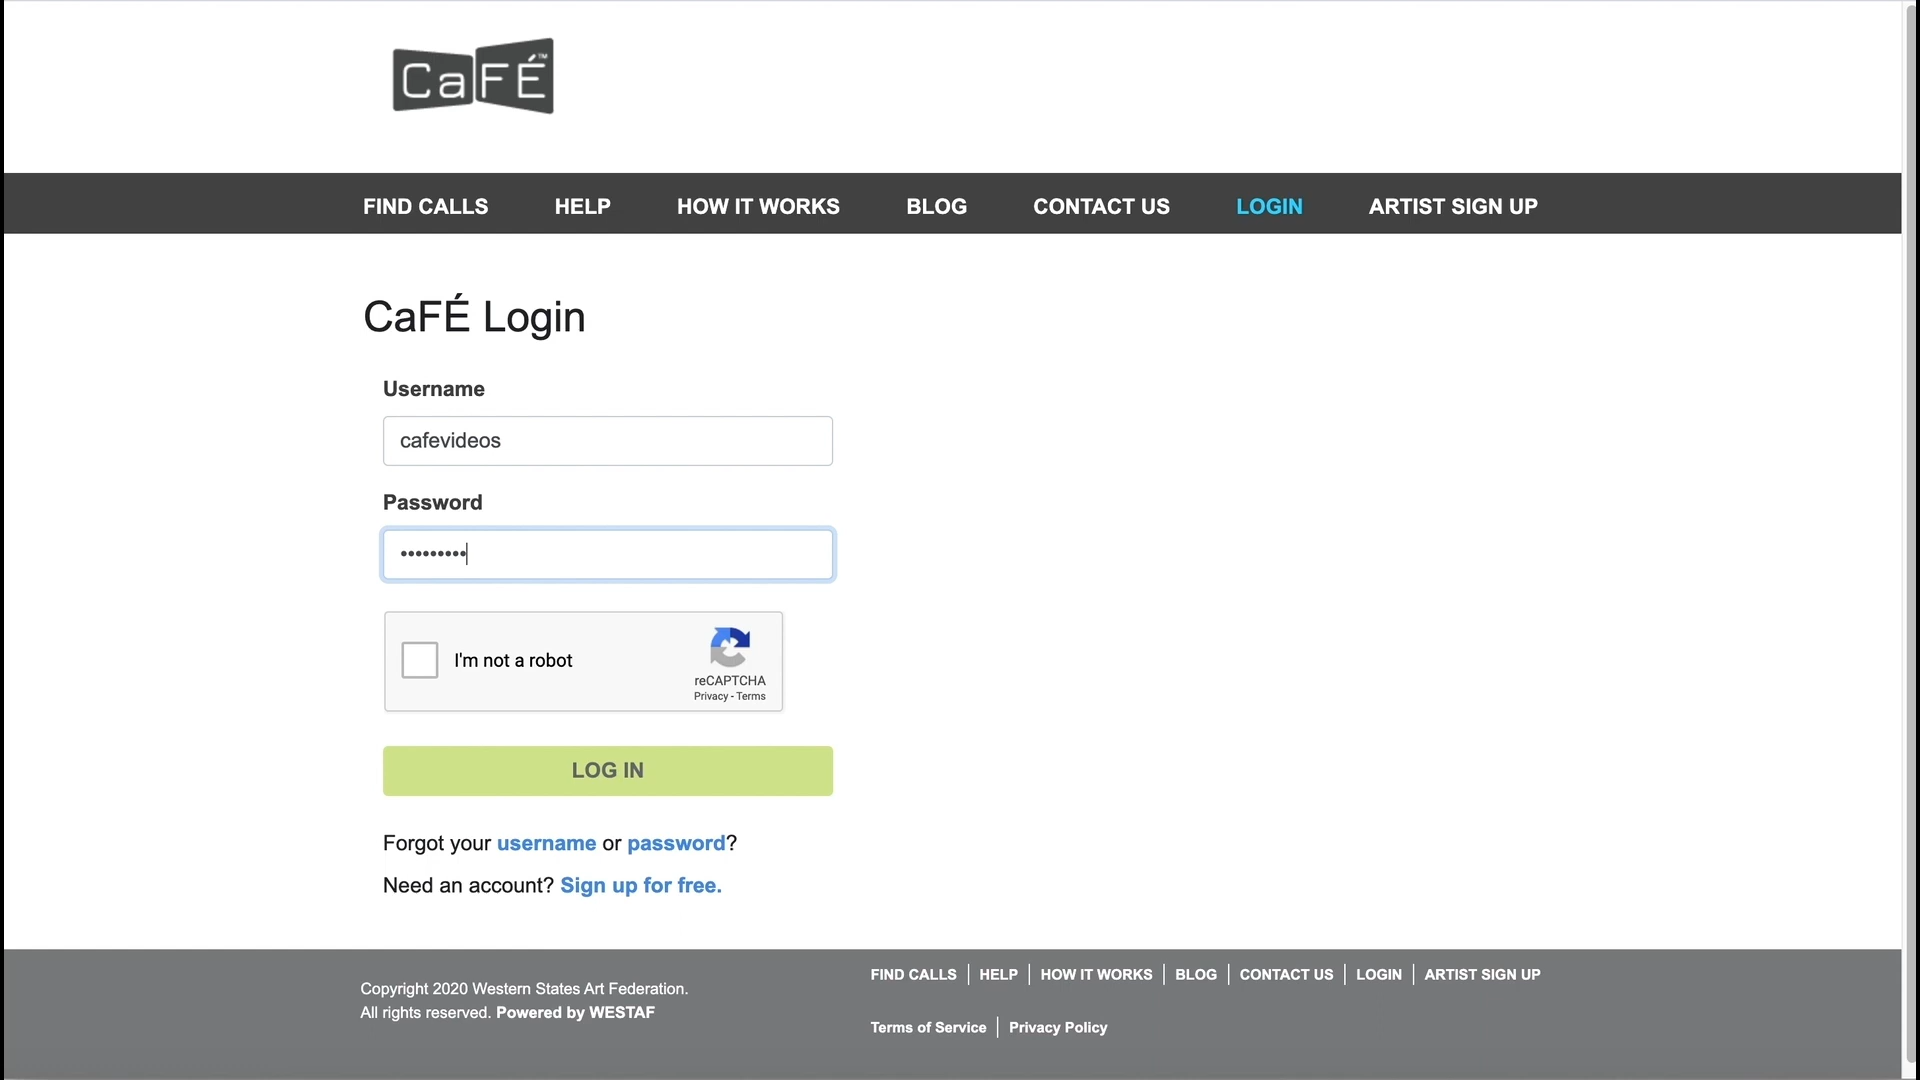 CaFÉ™
FIND CALLS HELP HOW IT WORKS BLOG CONTACT US LOGIN ARTIST SIGN UP
CaFÉ Login
Username
cafevideos
Password
•••••••••
I'm not a robot
reCAPTCHA
Privacy - Terms
LOG IN
Forgot your username or password?
Need an account? Sign up for free.
Copyright 2020 Western States Art Federation.
All rights reserved. Powered by WESTAF
FIND CALLS | HELP | HOW IT WORKS | BLOG | CONTACT US | LOGIN | ARTIST SIGN UP
Terms of Service | Privacy Policy